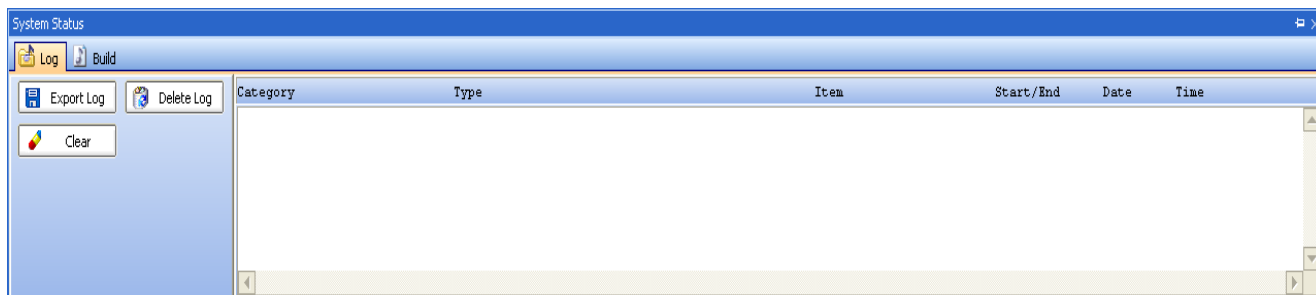 System Status
Log Build
Export Log Delete Log
Clear
Category Type Item Start/End Date Time